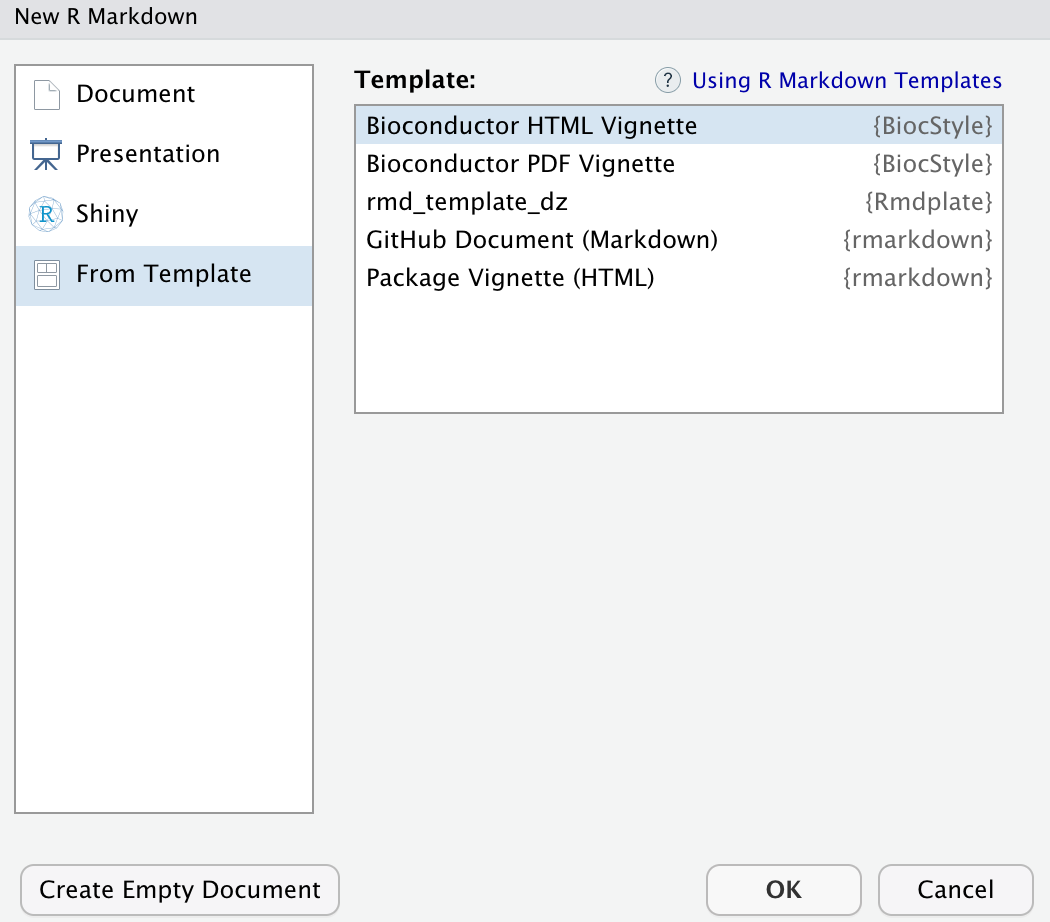 New R Markdown
Document
Presentation
R Shiny
From Template
Template: ? Using R Markdown Templates
Bioconductor HTML Vignette {BiocStyle}
Bioconductor PDF Vignette {BiocStyle}
rmd_template_dz {Rmdplate}
GitHub Document (Markdown) {rmarkdown}
Package Vignette (HTML) {rmarkdown}
Create Empty Document OK Cancel